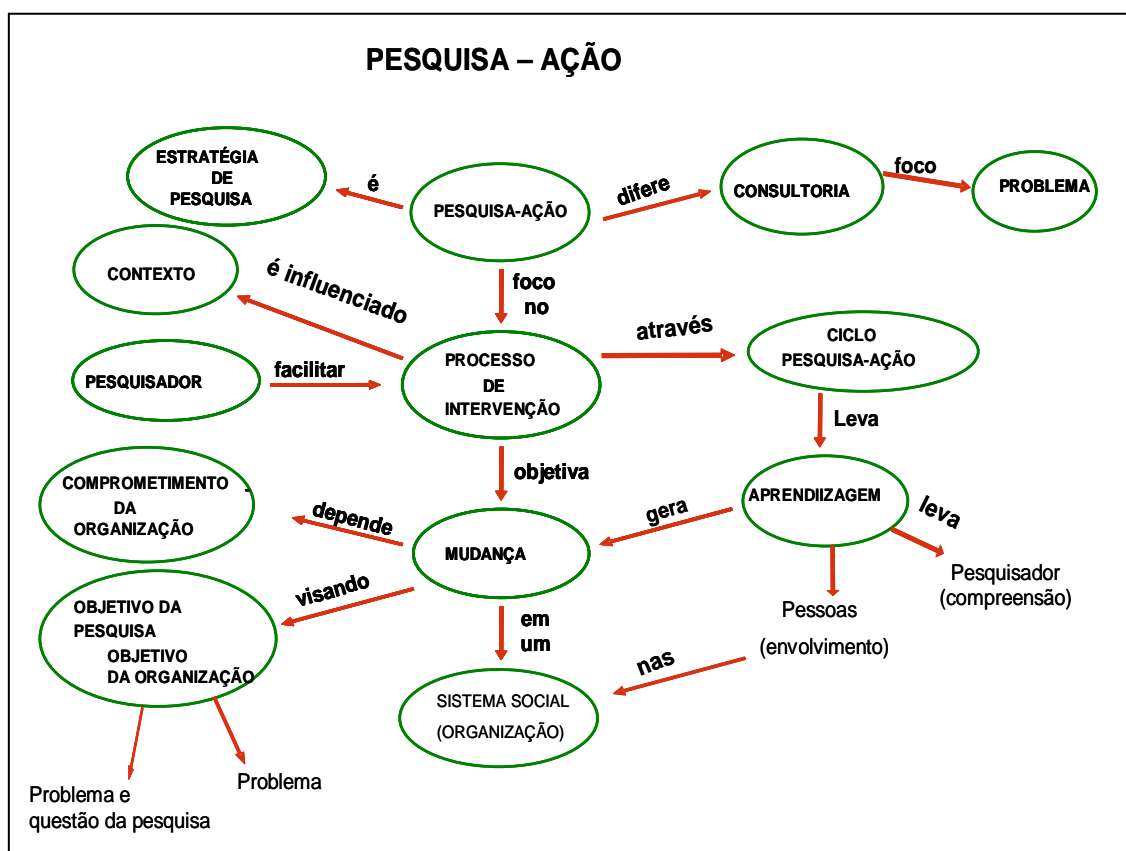 PESQUISA – AÇÃO
ESTRATÉGIA
DE
PESQUISA
é
PESQUISA-AÇÃO
difere
CONSULTORIA
foco
PROBLEMA
CONTEXTO
é influenciado
foco
no
através
CICLO
PESQUISA-AÇÃO
PESQUISADOR
facilitar
PROCESSO
DE
INTERVENÇÃO
Leva
COMPROMETIMENTO
DA
ORGANIZAÇÃO
depende
objetiva
MUDANÇA
gera
APRENDIIZAGEM
leva
Pesquisador
(compreensão)
OBJETIVO DA
PESQUISA
OBJETIVO
DA ORGANIZAÇÃO
visando
em
um
Pessoas
(envolvimento)
nas
SISTEMA SOCIAL
(ORGANIZAÇÃO)
Problema e
questão da pesquisa
Problema